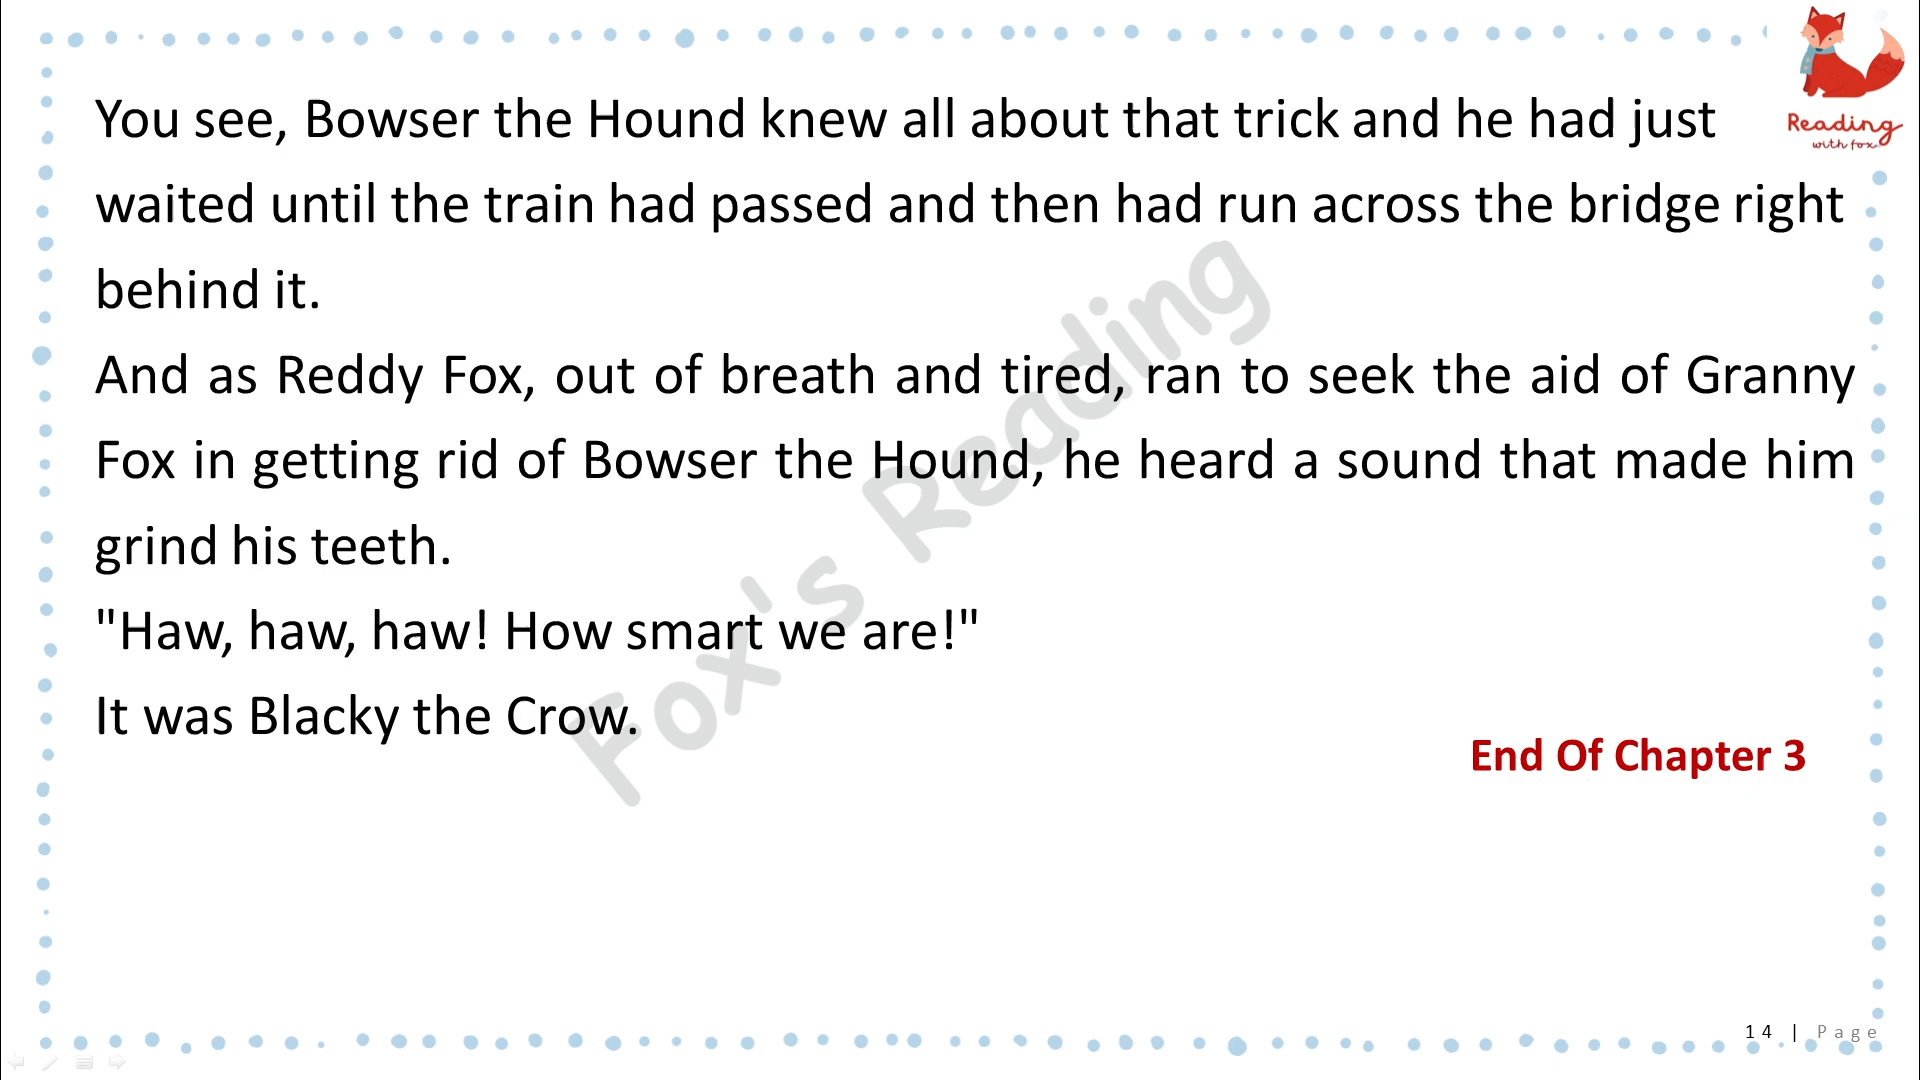 Reading
with fox
You see, Bowser the Hound knew all about that trick and he had just
waited until the train had passed and then had run across the bridge right
behind it.
And as Reddy Fox, out of breath and tired, ran to seek the aid of Granny
Fox in getting rid of Bowser the Hound, he heard a sound that made him
grind his teeth.
"Haw, haw, haw! How smart we are!"
It was Blacky the Crow.
End Of Chapter 3
Fox's Reading
14 | Page